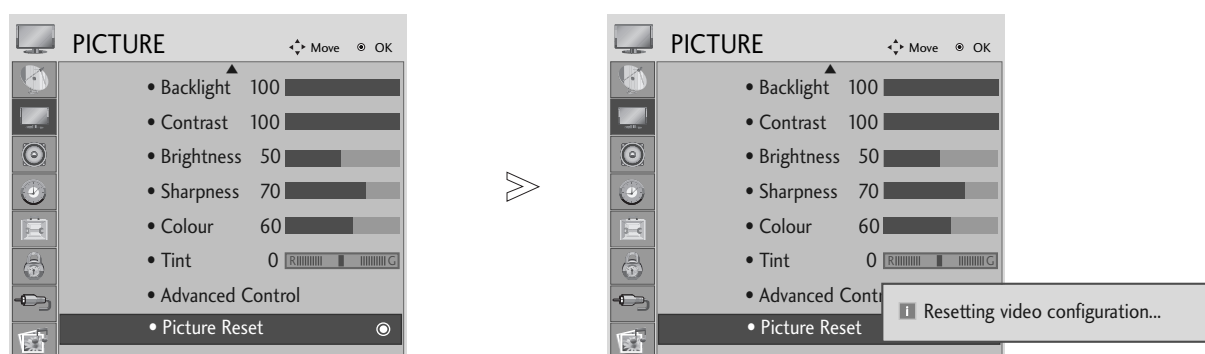 PICTURE Move OK
• Backlight 100
• Contrast 100
• Brightness 50
• Sharpness 70
• Colour 60
• Tint 0 R G
• Advanced Control
• Picture Reset
PICTURE Move OK
• Backlight 100
• Contrast 100
• Brightness 50
• Sharpness 70
• Colour 60
• Tint 0 R G
• Advanced Contr
• Picture Reset
i Resetting video configuration...